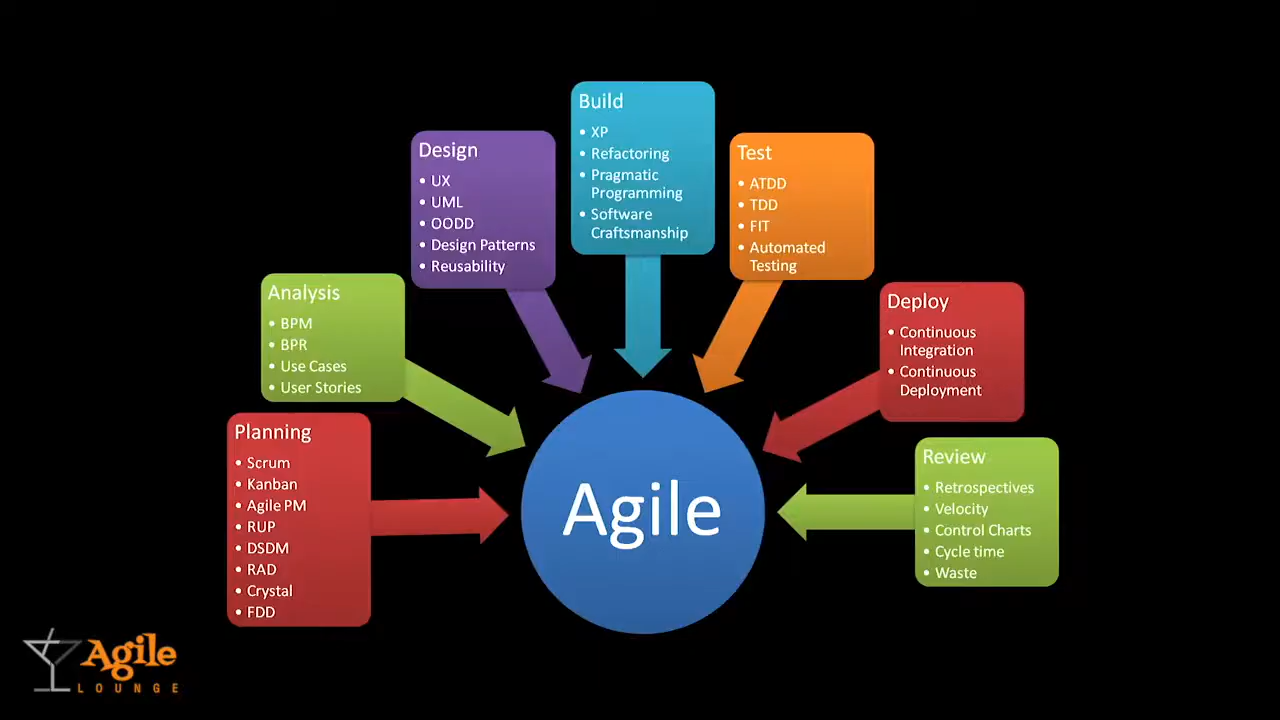 Build
• XP
• Refactoring
• Pragmatic
Programming
• Software
Craftsmanship
Design
• UX
• UML
• OODD
• Design Patterns
• Reusability
Test
• ATDD
• TDD
• FIT
• Automated
Testing
Analysis
• BPM
• BPR
• Use Cases
• User Stories
Deploy
• Continuous
Integration
• Continuous
Deployment
Planning
• Scrum
• Kanban
• Agile PM
• RUP
• DSDM
• RAD
• Crystal
• FDD
Review
• Retrospectives
• Velocity
• Control Charts
• Cycle time
• Waste
Agile
Agile
LOUNGE